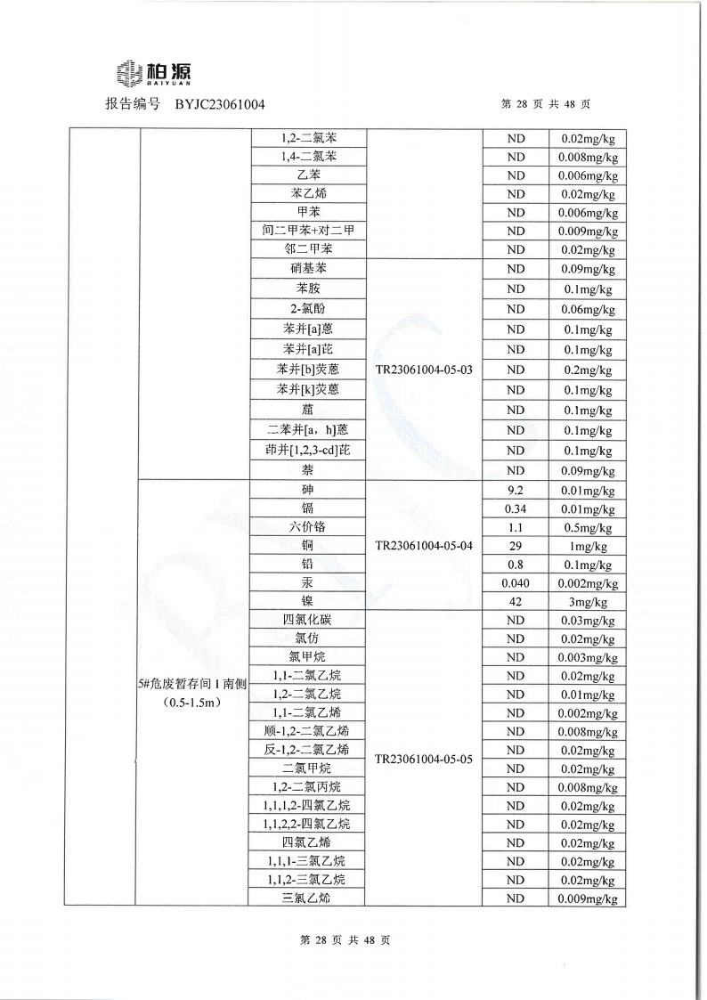 柏源
BAIYUAN
报告编号 BYJC23061004 第 28 页 共 48 页
1,2-二氯苯 ND 0.02mg/kg
1,4-二氯苯 ND 0.008mg/kg
乙苯 ND 0.006mg/kg
苯乙烯 ND 0.02mg/kg
甲苯 ND 0.006mg/kg
间二甲苯+对二甲 ND 0.009mg/kg
邻二甲苯 ND 0.02mg/kg
硝基苯 ND 0.09mg/kg
苯胺 ND 0.1mg/kg
2-氯酚 ND 0.06mg/kg
苯并[a]蒽 ND 0.1mg/kg
苯并[a]芘 ND 0.1mg/kg
苯并[b]荧蒽 TR23061004-05-03 ND 0.2mg/kg
苯并[k]荧蒽 ND 0.1mg/kg
䓛 ND 0.1mg/kg
二苯并[a，h]蒽 ND 0.1mg/kg
茚并[1,2,3-cd]芘 ND 0.1mg/kg
萘 ND 0.09mg/kg
砷 9.2 0.01mg/kg
镉 0.34 0.01mg/kg
六价铬 1.1 0.5mg/kg
铜 TR23061004-05-04 29 1mg/kg
铅 0.8 0.1mg/kg
汞 0.040 0.002mg/kg
镍 42 3mg/kg
四氯化碳 ND 0.03mg/kg
氯仿 ND 0.02mg/kg
氯甲烷 ND 0.003mg/kg
1,1-二氯乙烷 ND 0.02mg/kg
5#危废暂存间 1 南侧
（0.5-1.5m）
1,2-二氯乙烷 ND 0.01mg/kg
1,1-二氯乙烯 ND 0.002mg/kg
顺-1,2-二氯乙烯 ND 0.008mg/kg
反-1,2-二氯乙烯 ND 0.02mg/kg
TR23061004-05-05
二氯甲烷 ND 0.02mg/kg
1,2-二氯丙烷 ND 0.008mg/kg
1,1,1,2-四氯乙烷 ND 0.02mg/kg
1,1,2,2-四氯乙烷 ND 0.02mg/kg
四氯乙烯 ND 0.02mg/kg
1,1,1-三氯乙烷 ND 0.02mg/kg
1,1,2-三氯乙烷 ND 0.02mg/kg
三氯乙烯 ND 0.009mg/kg
第 28 页 共 48 页